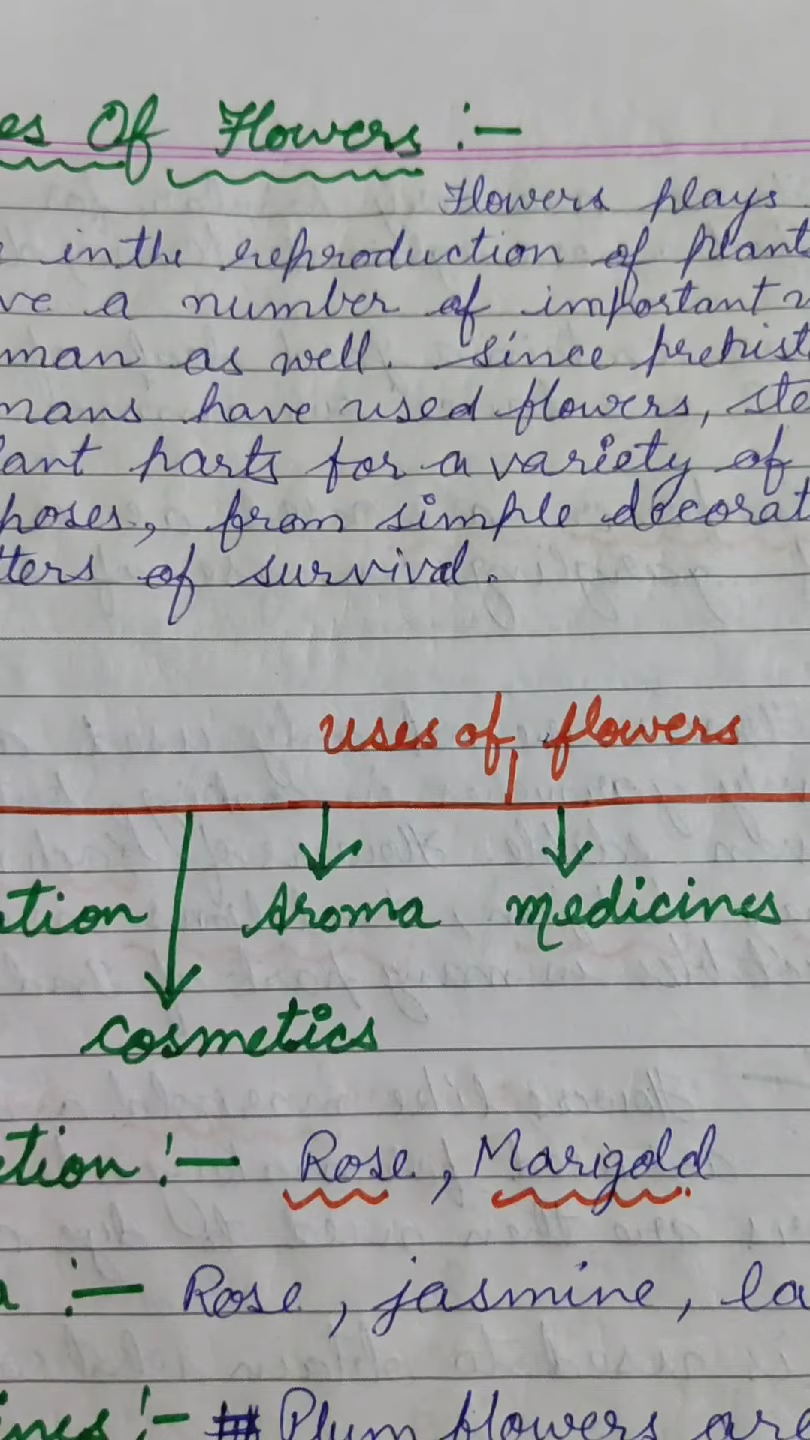 es Of Flowers :-
Flowers plays
in the reproduction of plant
ve a number of important
man as well. Since prehist
mans have used flowers, ste
ant parts for a variety of
poses, from simple decorat
ters of survival.
uses of flowers
tion Aroma medicines
cosmetics
tion :- Rose, Marigold
:- Rose, jasmine, la
ines :- # Plum flowers are